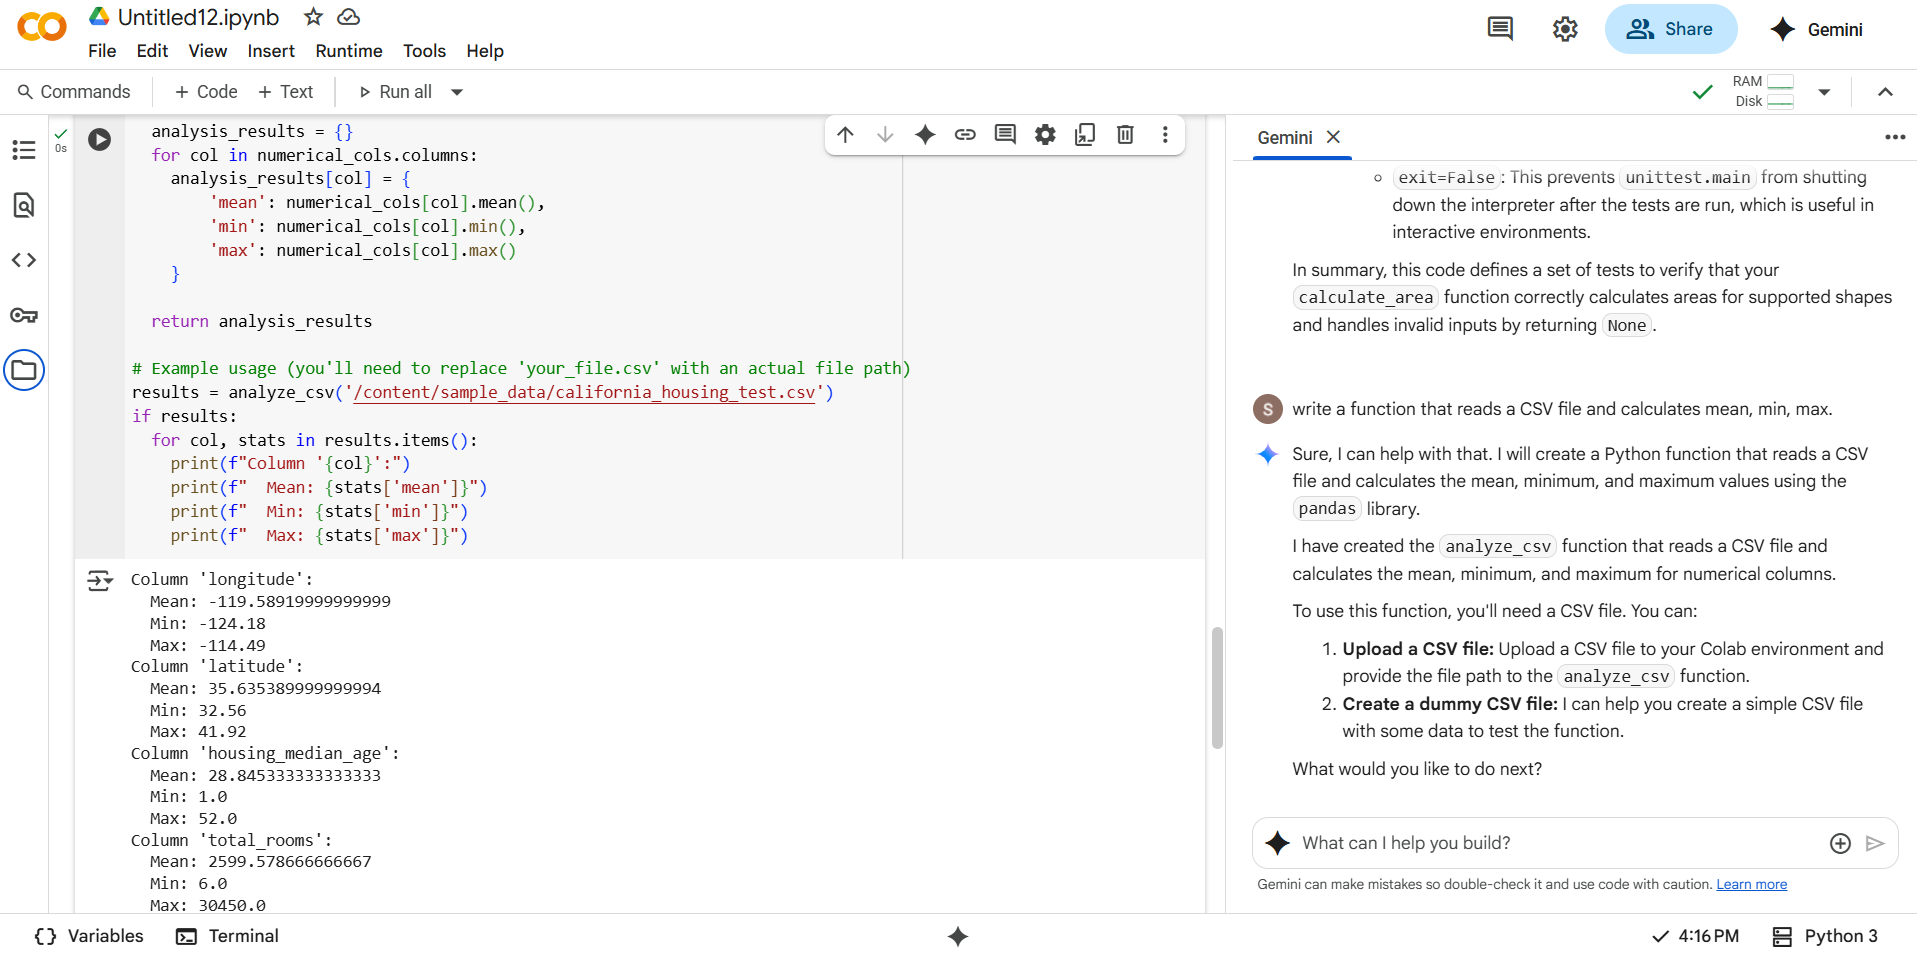 Untitled12.ipynb
File Edit View Insert Runtime Tools Help
Share
Gemini
Commands
+ Code + Text
Run all
RAM
Disk
0s
  analysis_results = {}
  for col in numerical_cols.columns:
    analysis_results[col] = {
        'mean': numerical_cols[col].mean(),
        'min': numerical_cols[col].min(),
        'max': numerical_cols[col].max()
    }
  return analysis_results
# Example usage (you'll need to replace 'your_file.csv' with an actual file path)
results = analyze_csv('/content/sample_data/california_housing_test.csv')
if results:
  for col, stats in results.items():
    print(f"Column '{col}':")
    print(f"  Mean: {stats['mean']}")
    print(f"  Min: {stats['min']}")
    print(f"  Max: {stats['max']}")
Column 'longitude':
  Mean: -119.58919999999999
  Min: -124.18
  Max: -114.49
Column 'latitude':
  Mean: 35.635389999999994
  Min: 32.56
  Max: 41.92
Column 'housing_median_age':
  Mean: 28.845333333333333
  Min: 1.0
  Max: 52.0
Column 'total_rooms':
  Mean: 2599.578666666667
  Min: 6.0
  Max: 30450.0
Gemini
exit=False: This prevents unittest.main from shutting
down the interpreter after the tests are run, which is useful in
interactive environments.
In summary, this code defines a set of tests to verify that your
calculate_area function correctly calculates areas for supported shapes
and handles invalid inputs by returning None.
S
write a function that reads a CSV file and calculates mean, min, max.
Sure, I can help with that. I will create a Python function that reads a CSV
file and calculates the mean, minimum, and maximum values using the
pandas library.
I have created the analyze_csv function that reads a CSV file and
calculates the mean, minimum, and maximum for numerical columns.
To use this function, you'll need a CSV file. You can:
1. Upload a CSV file: Upload a CSV file to your Colab environment and
provide the file path to the analyze_csv function.
2. Create a dummy CSV file: I can help you create a simple CSV file
with some data to test the function.
What would you like to do next?
What can I help you build?
Gemini can make mistakes so double-check it and use code with caution. Learn more
Variables
Terminal
4:16 PM
Python 3